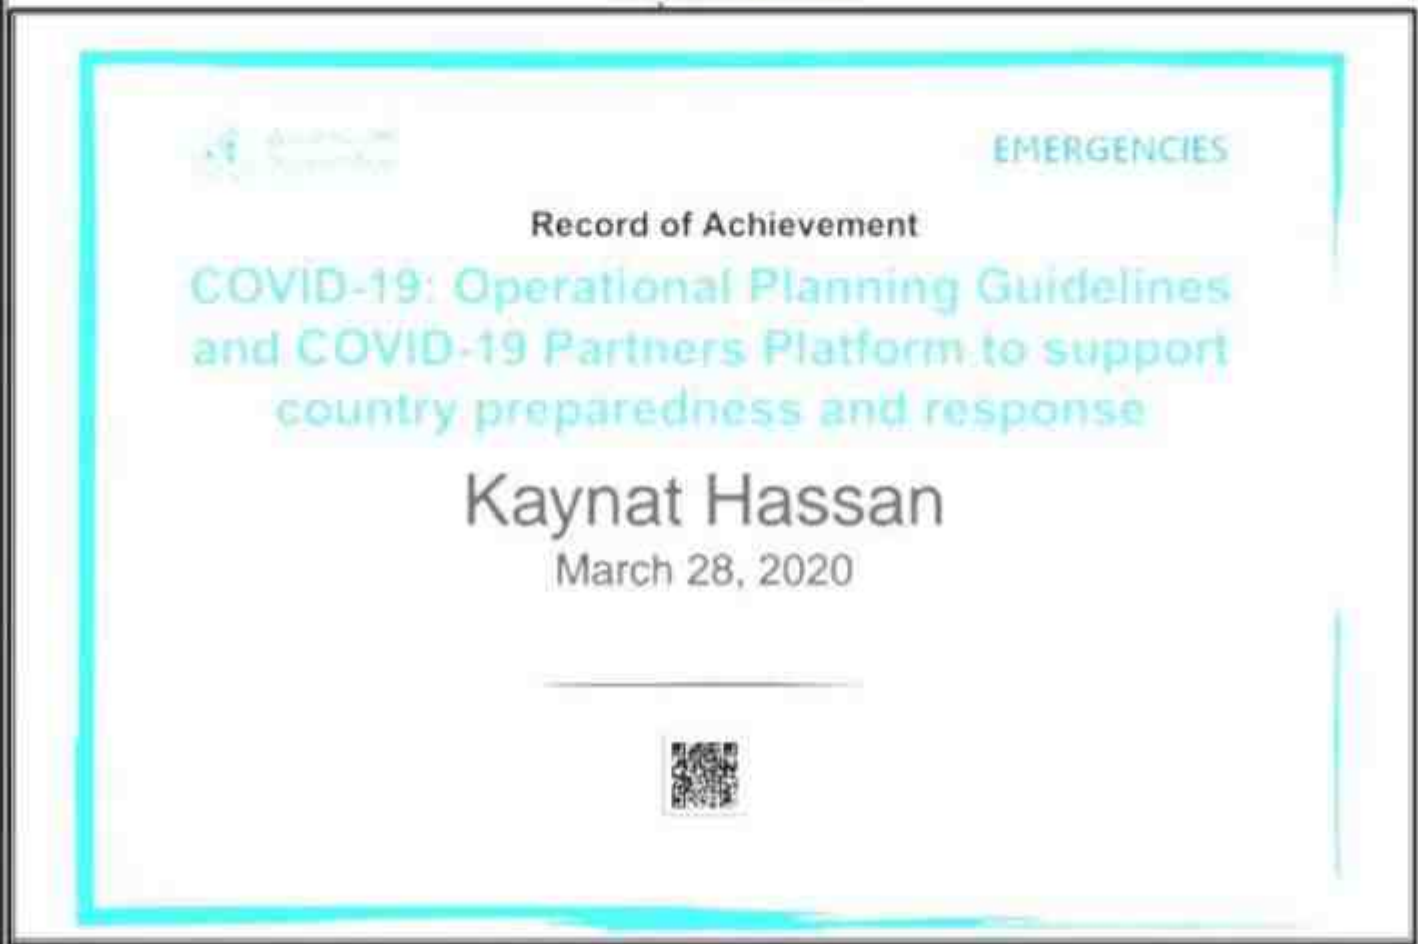 EMERGENCIES
Record of Achievement
COVID-19: Operational Planning Guidelines
and COVID-19 Partners Platform to support
country preparedness and response
Kaynat Hassan
March 28, 2020